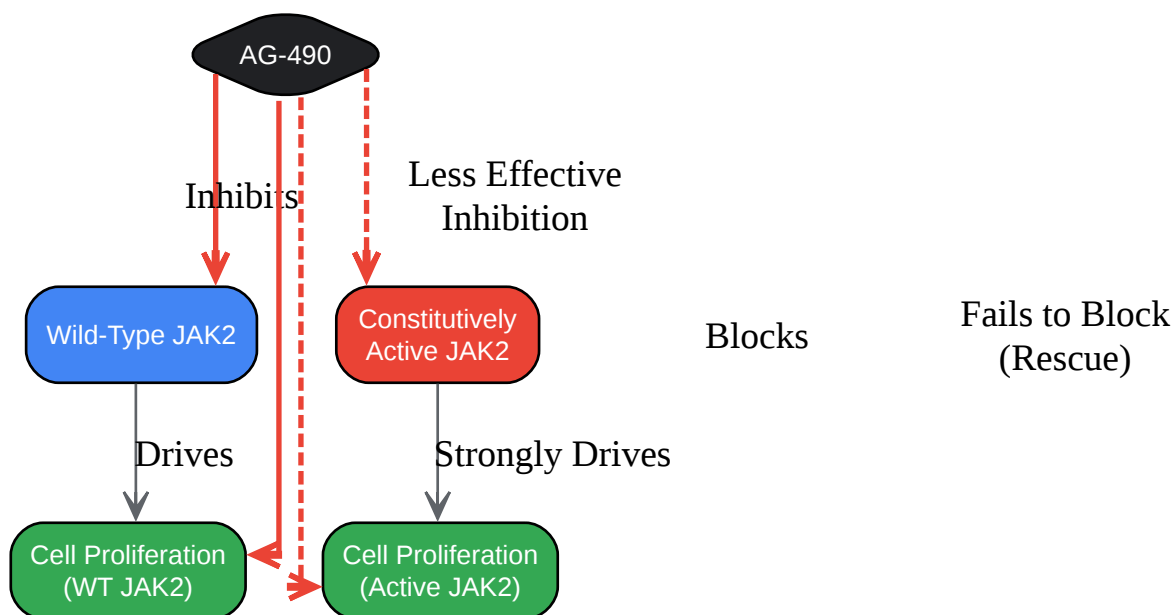 AG-490
Inhibits
Less Effective
Inhibition
Wild-Type JAK2
Constitutively
Active JAK2
Blocks
Fails to Block
(Rescue)
Drives
Strongly Drives
Cell Proliferation
(WT JAK2)
Cell Proliferation
(Active JAK2)